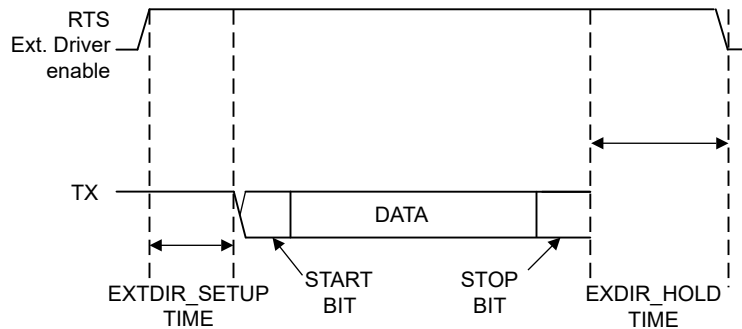 RTS
Ext. Driver
enable
TX
DATA
START
BIT
STOP
BIT
EXTDIR_SETUP
TIME
EXDIR_HOLD
TIME